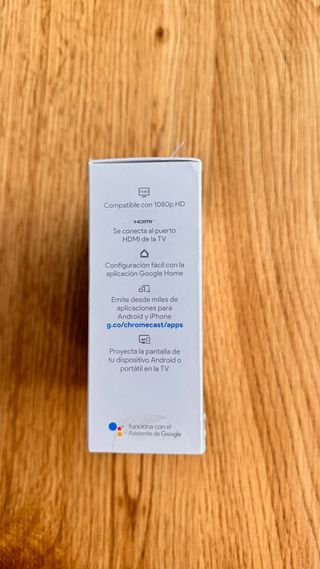 Compatible con 1080p HD
HDMI
Se conecta al puerto
HDMI de la TV
Configuración fácil con la
aplicación Google Home
Emite desde miles de
aplicaciones para
Android y iPhone
g.co/chromecast/apps
Proyecta la pantalla de
tu dispositivo Android o
portátil en la TV
funciona con el
Asistente de Google